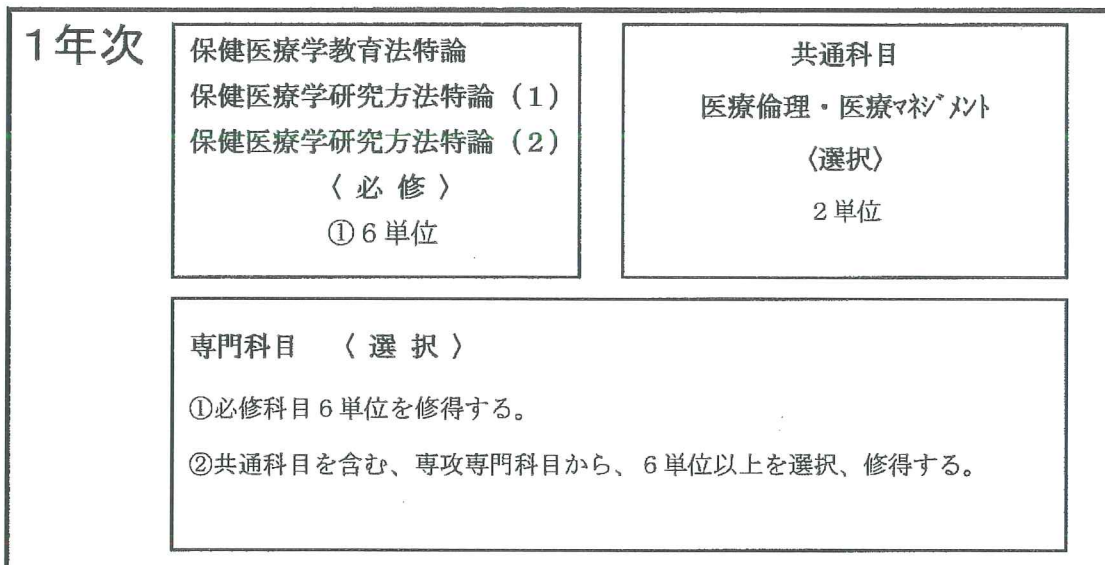 1年次
保健医療学教育法特論
保健医療学研究方法特論(1)
保健医療学研究方法特論(2)
〈 必 修 〉
①6単位
共通科目
医療倫理・医療ﾏﾈｼﾞﾒﾝﾄ
〈選択〉
2単位
専門科目 〈 選 択 〉
①必修科目6単位を修得する。
②共通科目を含む、専攻専門科目から、6単位以上を選択、修得する。